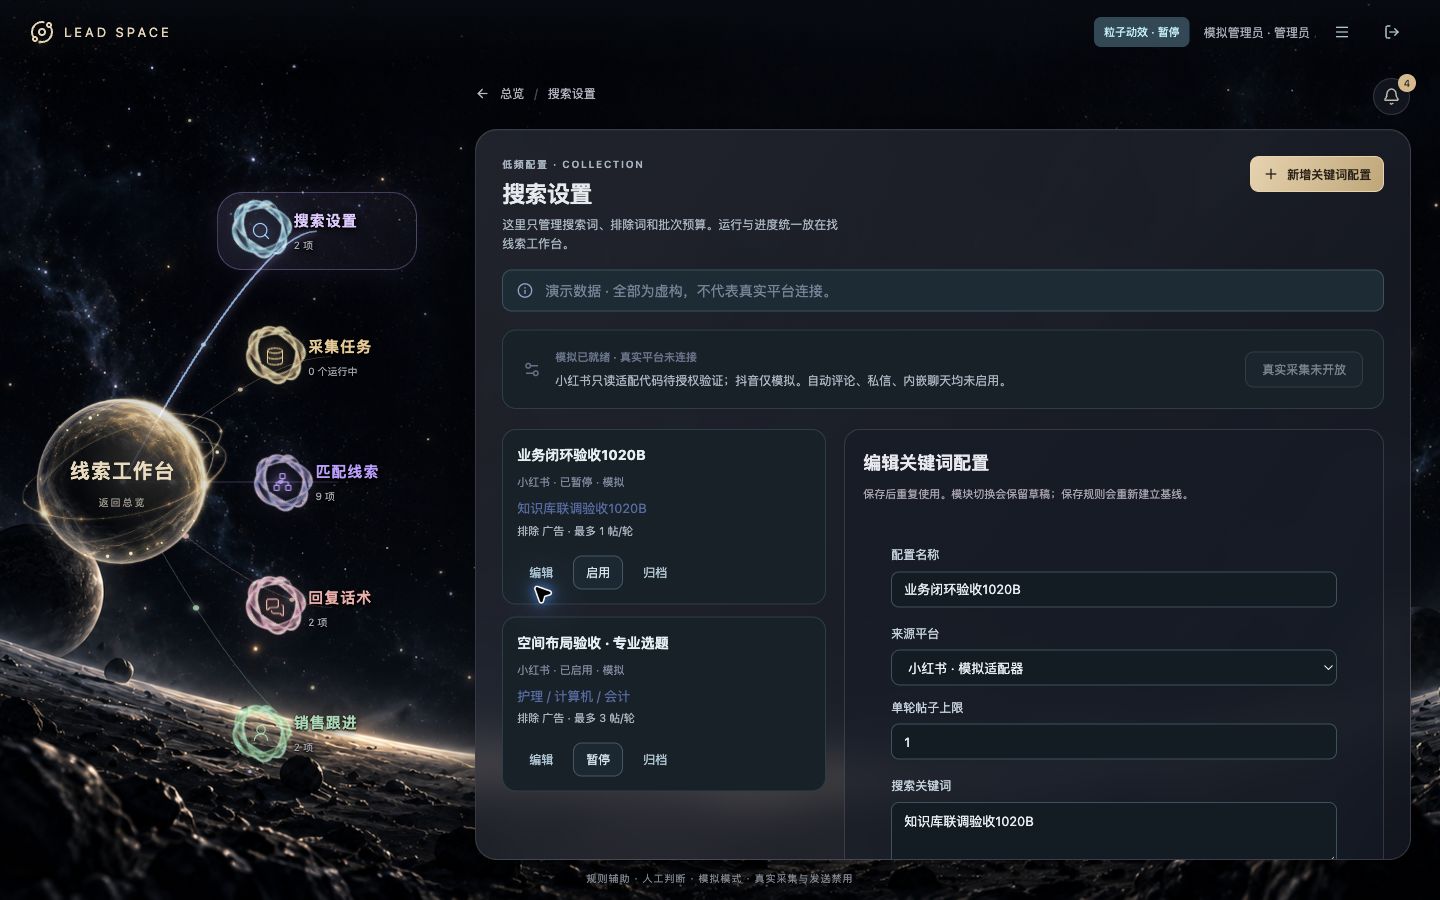 LEAD SPACE
粒子动效 · 暂停
模拟管理员 · 管理员
总览 / 搜索设置
4
低频配置 · COLLECTION
搜索设置
这里只管理搜索词、排除词和批次预算。运行与进度统一放在找
线索工作台。
新增关键词配置
演示数据 · 全部为虚构，不代表真实平台连接。
模拟已就绪 · 真实平台未连接
小红书只读适配代码待授权验证；抖音仅模拟。自动评论、私信、内嵌聊天均未启用。
真实采集未开放
搜索设置
2 项
采集任务
0 个运行中
线索工作台
返回总览
匹配线索
9 项
回复话术
2 项
销售跟进
2 项
业务闭环验收1020B
小红书 · 已暂停 · 模拟
知识库联调验收1020B
排除 广告 · 最多 1 帖/轮
编辑
启用
归档
空间布局验收 · 专业选题
小红书 · 已启用 · 模拟
护理 / 计算机 / 会计
排除 广告 · 最多 3 帖/轮
编辑
暂停
归档
编辑关键词配置
保存后重复使用。模块切换会保留草稿；保存规则会重新建立基线。
配置名称
业务闭环验收1020B
来源平台
小红书 · 模拟适配器
单轮帖子上限
1
搜索关键词
知识库联调验收1020B
规则辅助 · 人工判断 · 模拟模式 · 真实采集与发送禁用